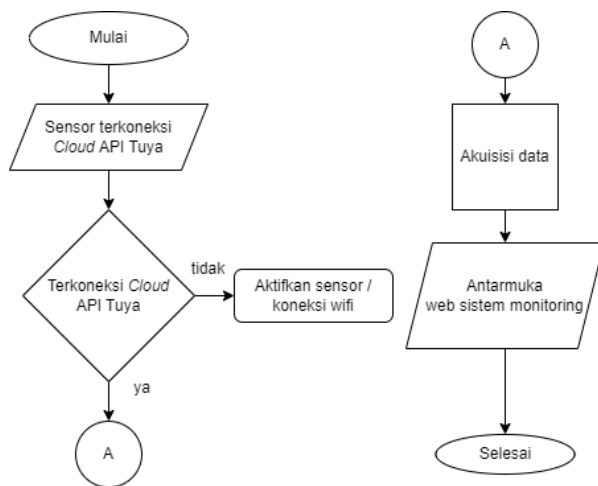 Mulai
Sensor terkoneksi
Cloud API Tuya
Terkoneksi Cloud
API Tuya
tidak
Aktifkan sensor /
koneksi wifi
ya
A
A
Akuisisi data
Antarmuka
web sistem monitoring
Selesai